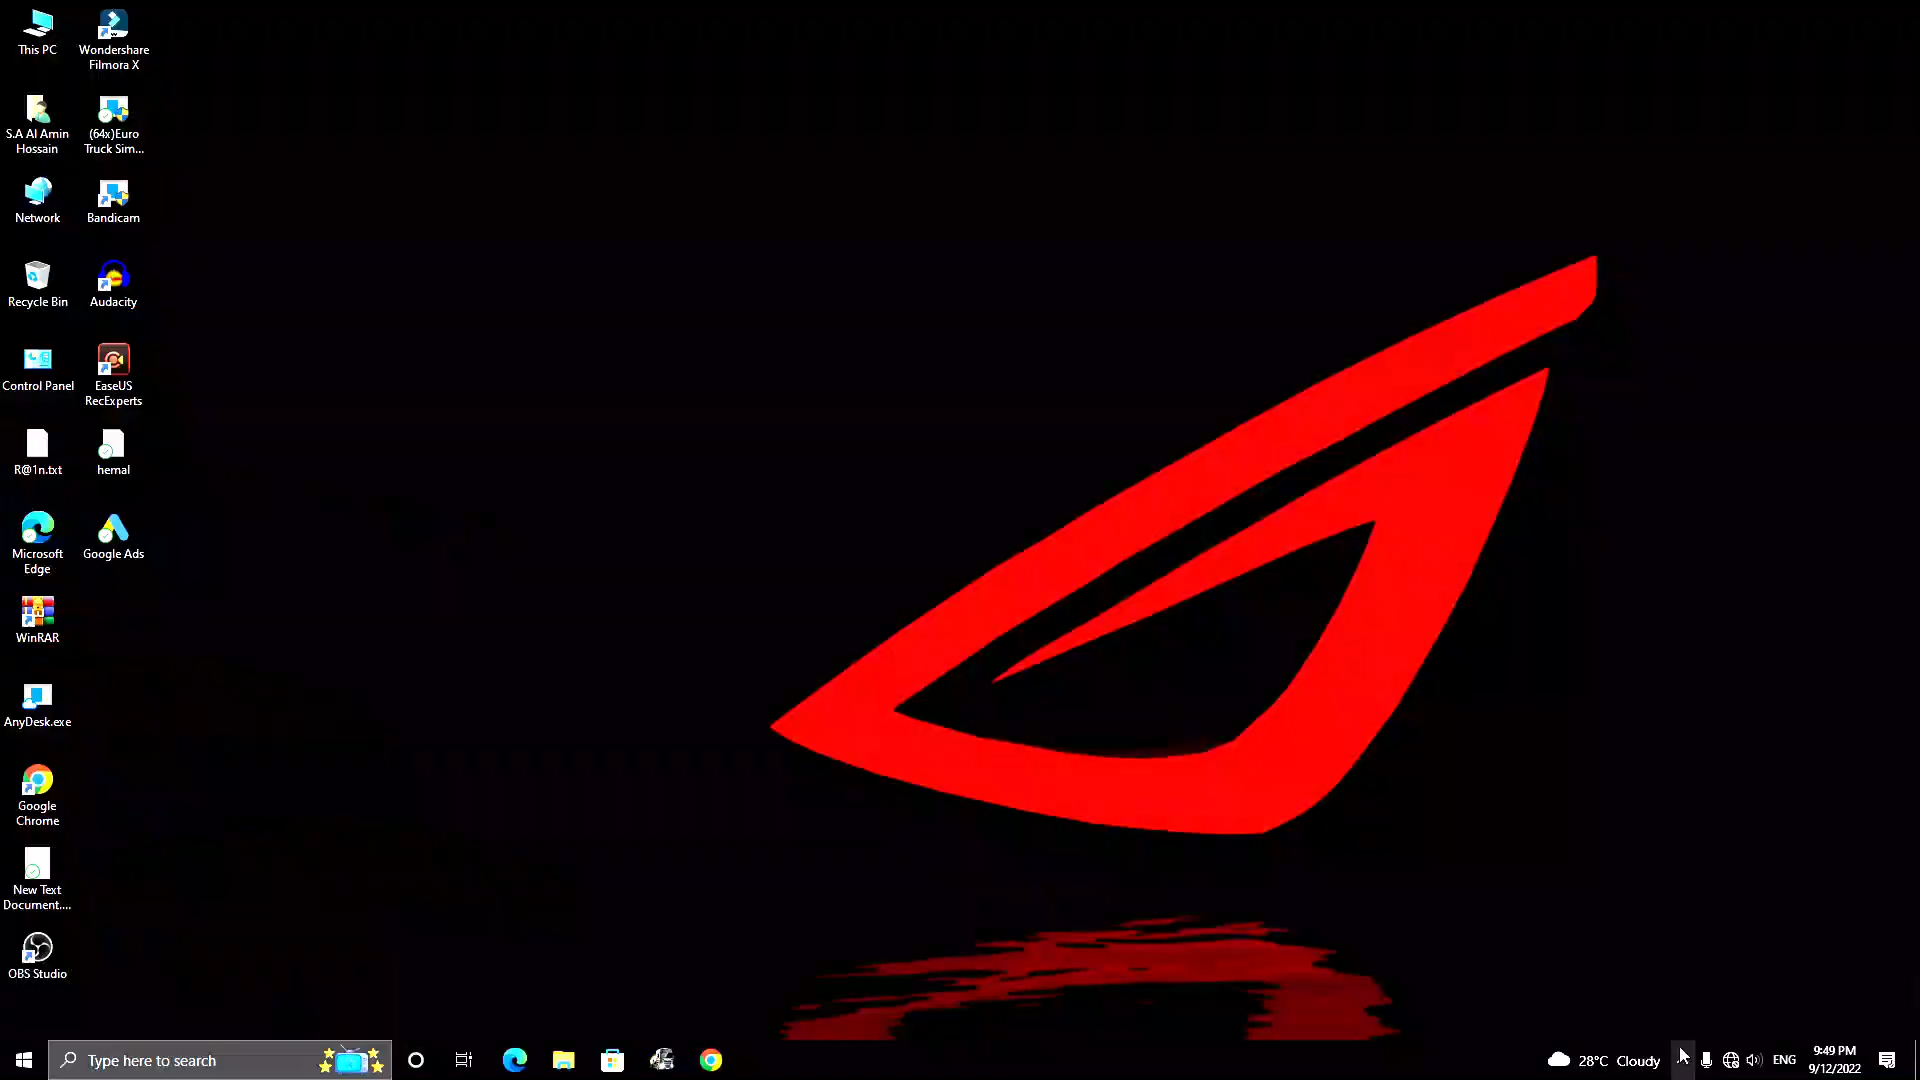 This PC
Wondershare
Filmora X
S.A Al Amin
Hossain
(64x)Euro
Truck Sim...
Network
Bandicam
Recycle Bin
Audacity
Control Panel
EaseUS
RecExperts
R@1n.txt
hemal
Microsoft
Edge
Google Ads
WinRAR
AnyDesk.exe
Google
Chrome
New Text
Document....
OBS Studio
Type here to search
28°C Cloudy
ENG
9:49 PM
9/12/2022